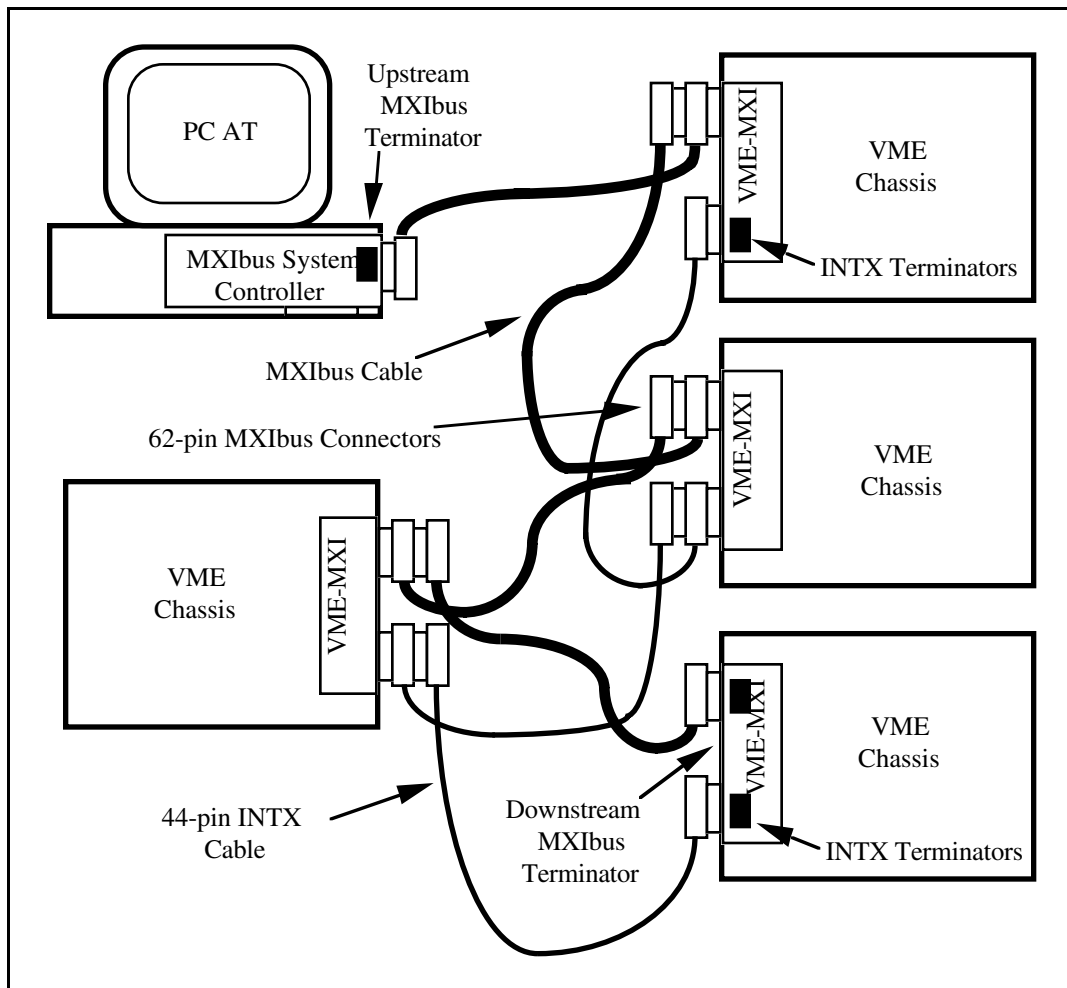 Upstream
MXIbus
Terminator
PC AT
MXIbus System
Controller
VME-MXI
VME
Chassis
INTX Terminators
MXIbus Cable
62-pin MXIbus Connectors
VME-MXI
VME
Chassis
VME
Chassis
VME-MXI
44-pin INTX
Cable
Downstream
MXIbus
Terminator
VME-MXI
VME
Chassis
INTX Terminators